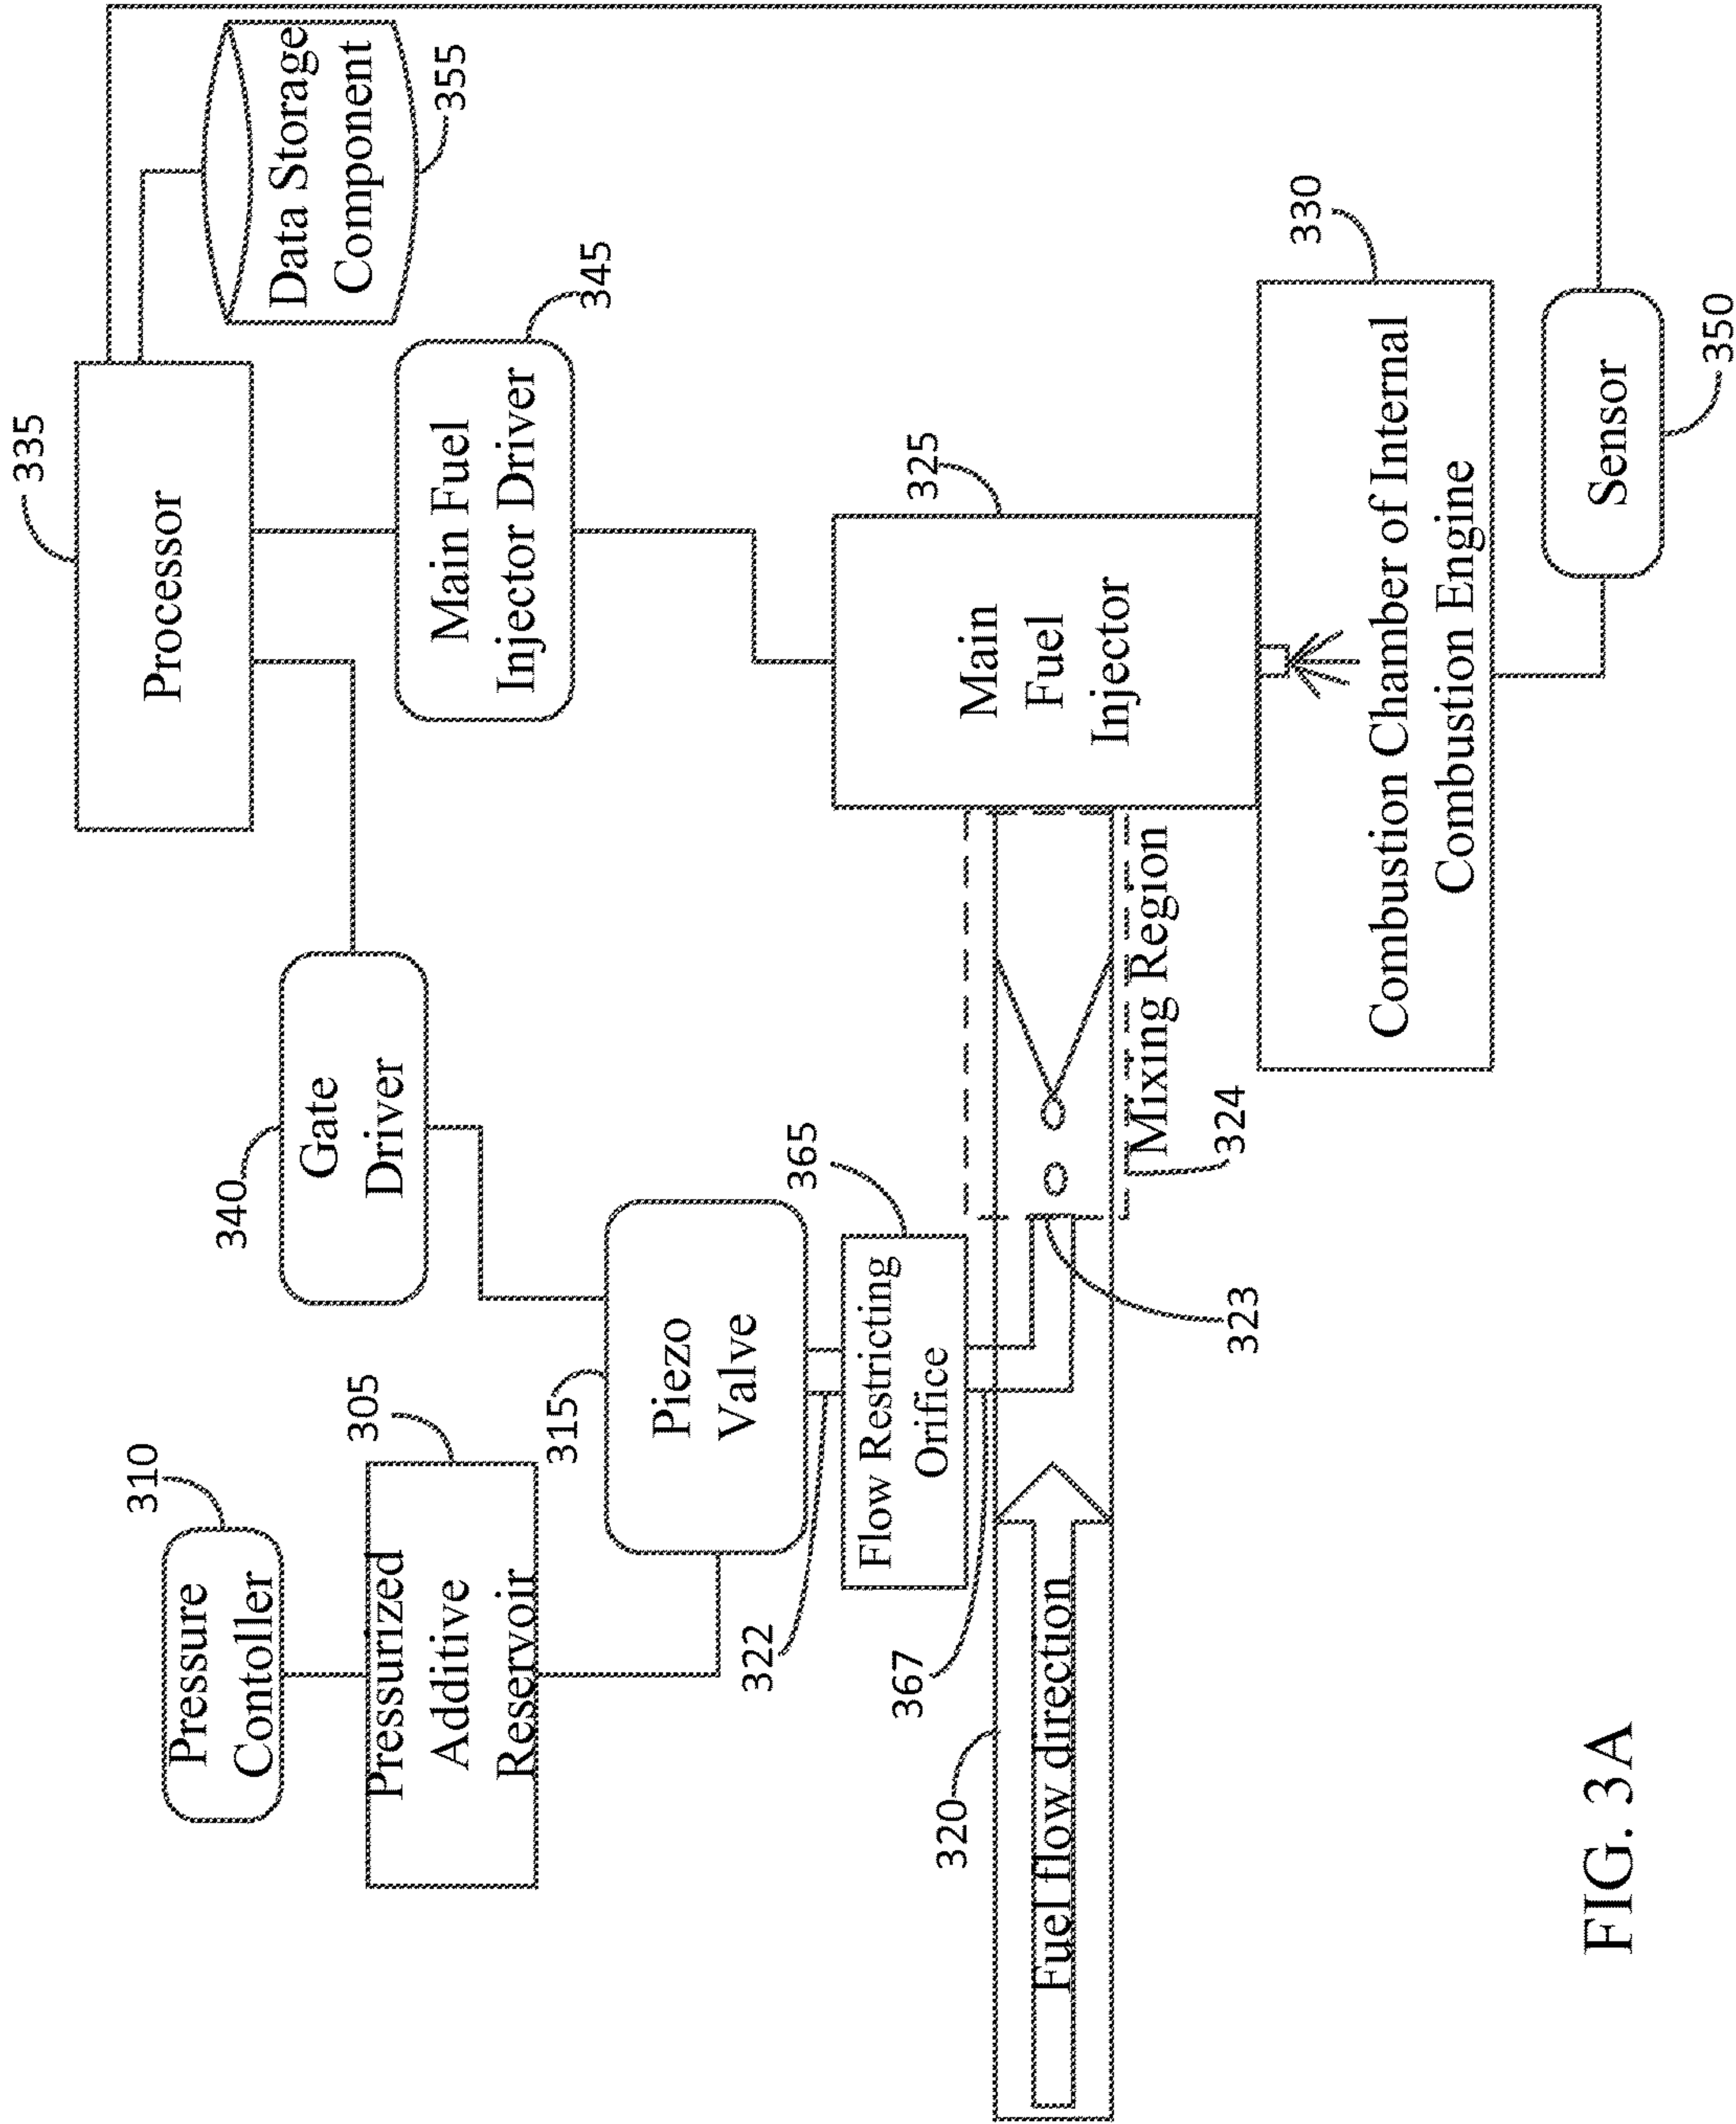 335
Processor
Data Storage
Component
355
310
Pressure
Contoller
340
Gate
Driver
Main Fuel
Injector Driver
345
305
Pressurized
Additive
Reservoir
315
Piezo
Valve
322
Flow Restricting
Orifice
365
367
325
Main
Fuel
Injector
320
Fuel flow direction
323
Mixing Region
324
330
Combustion Chamber of Internal
Combustion Engine
Sensor
350
FIG. 3A